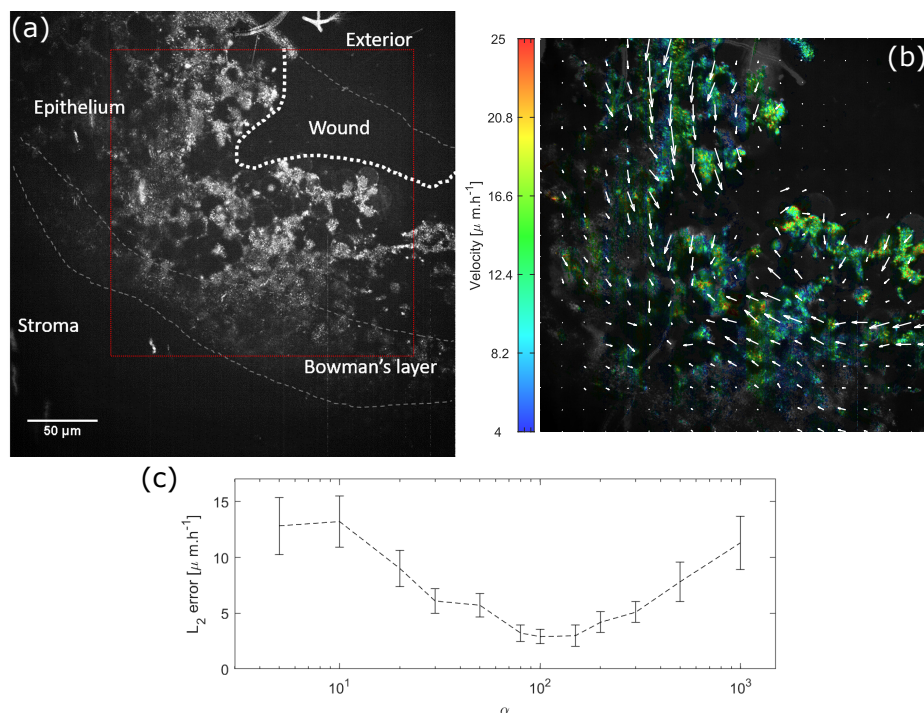 (a)
Exterior
Epithelium
Wound
Stroma
Bowman's layer
50 µm
(b)
25
20.8
16.6
12.4
8.2
4
Velocity [μ m.h⁻¹]
(c)
15
10
5
0
L₂ error [μ m.h⁻¹]
10¹
10²
10³
α